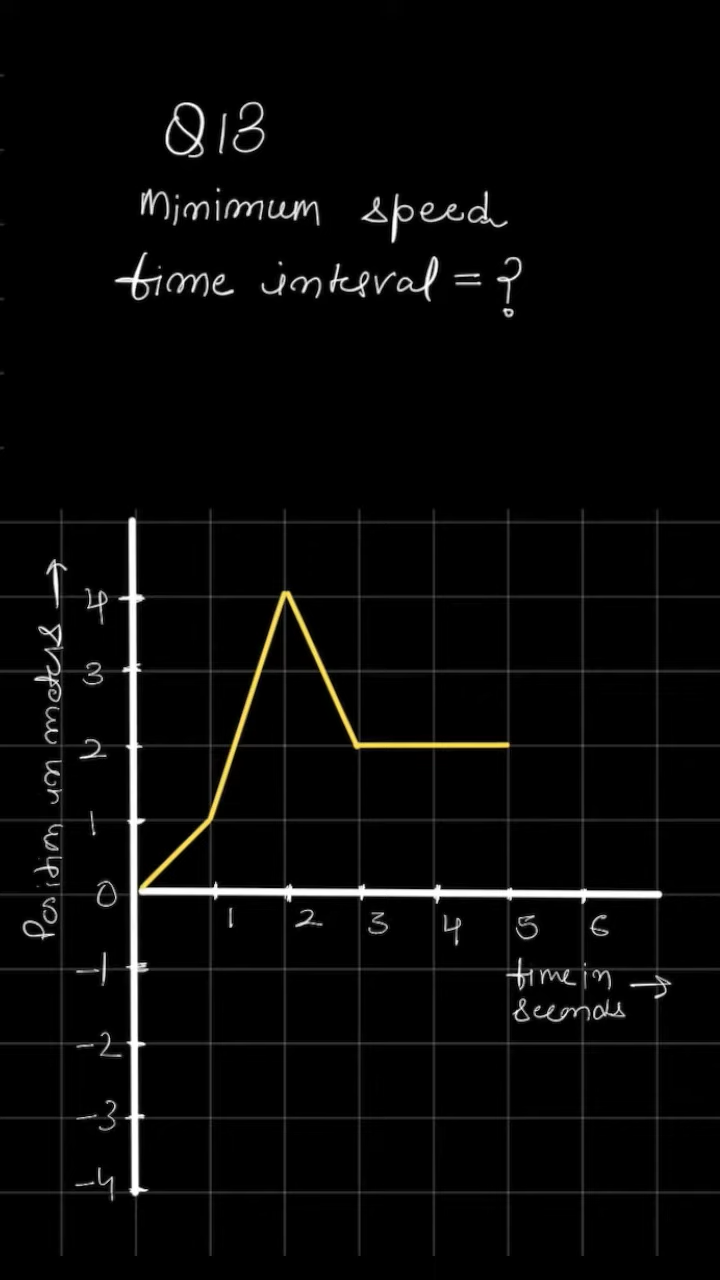 Q13
Minimum speed
time interval = ?
Position in meters →
4
3
2
1
0
-1
-2
-3
-4
1 2 3 4 5 6
time in →
seconds